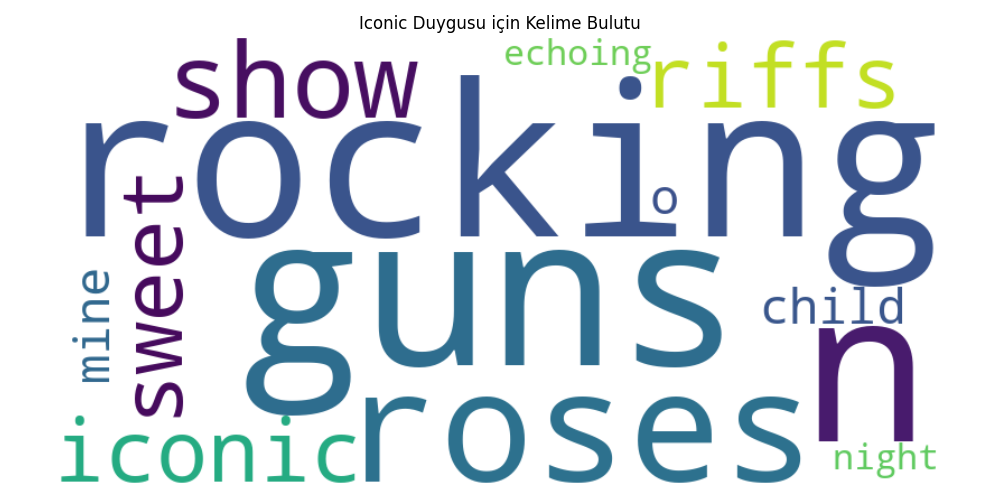 Iconic Duygusu için Kelime Bulutu
echoing
show
riffs
rocking
o
sweet
mine
guns
child
n
roses
iconic
night